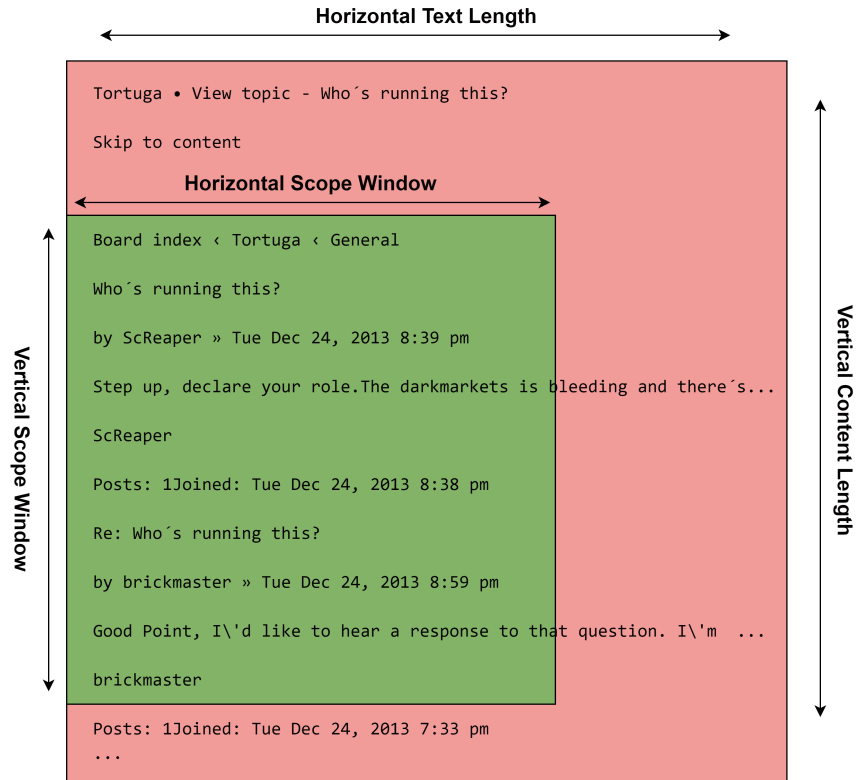 Horizontal Text Length
Tortuga • View topic - Who´s running this?
Skip to content
Horizontal Scope Window
Board index ‹ Tortuga ‹ General
Who´s running this?
by ScReaper » Tue Dec 24, 2013 8:39 pm
Step up, declare your role.The darkmarkets is bleeding and there´s...
ScReaper
Posts: 1Joined: Tue Dec 24, 2013 8:38 pm
Re: Who´s running this?
by brickmaster » Tue Dec 24, 2013 8:59 pm
Good Point, I\'d like to hear a response to that question. I\'m  ...
brickmaster
Posts: 1Joined: Tue Dec 24, 2013 7:33 pm
...
Vertical Scope Window
Vertical Content Length